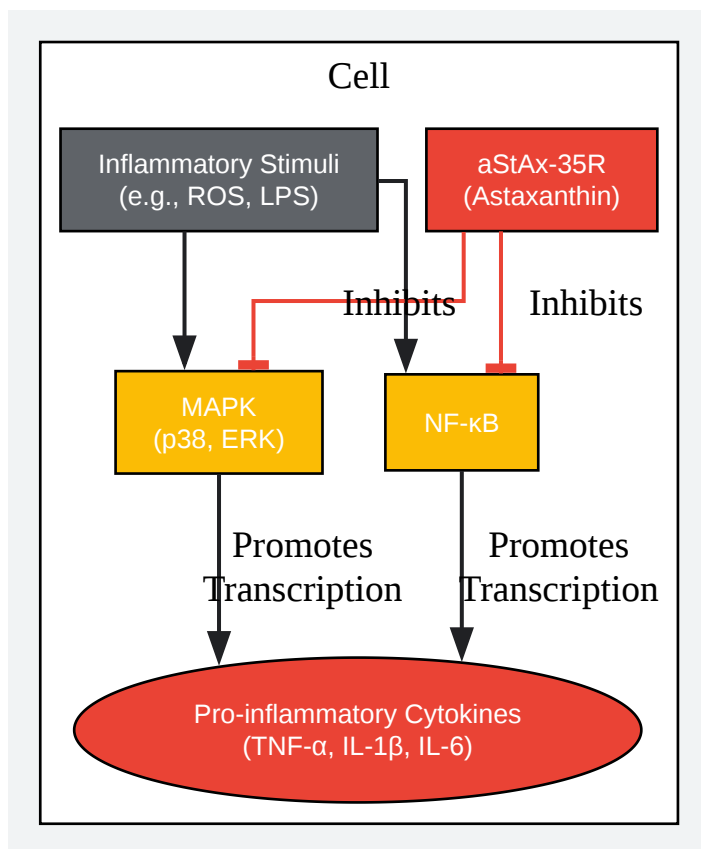 Cell
Inflammatory Stimuli
(e.g., ROS, LPS)
aStAx-35R
(Astaxanthin)
Inhibits
Inhibits
MAPK
(p38, ERK)
NF-κB
Promotes
Transcription
Promotes
Transcription
Pro-inflammatory Cytokines
(TNF-α, IL-1β, IL-6)